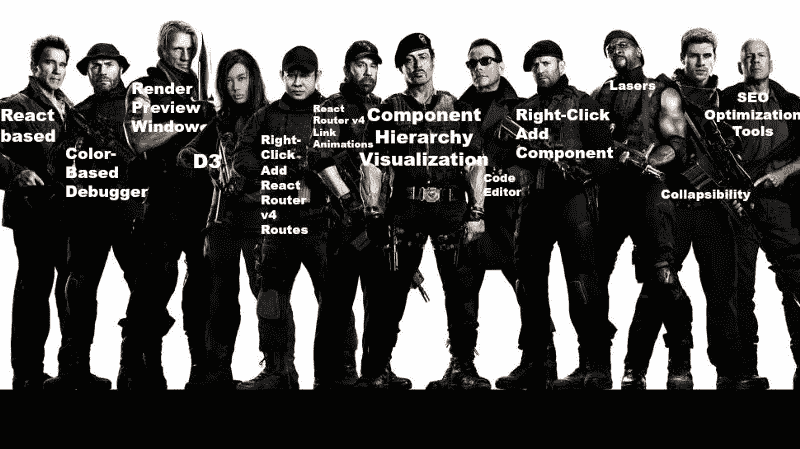 React
based
Color-
Based
Debugger
Render
Preview
Window
D3
Right-
Click
Add
React
Router
v4
Routes
React
Router v4
Link
Animations
Component
Hierarchy
Visualization
Code
Editor
Right-Click
Add
Component
Lasers
Collapsibility
SEO
Optimization
Tools